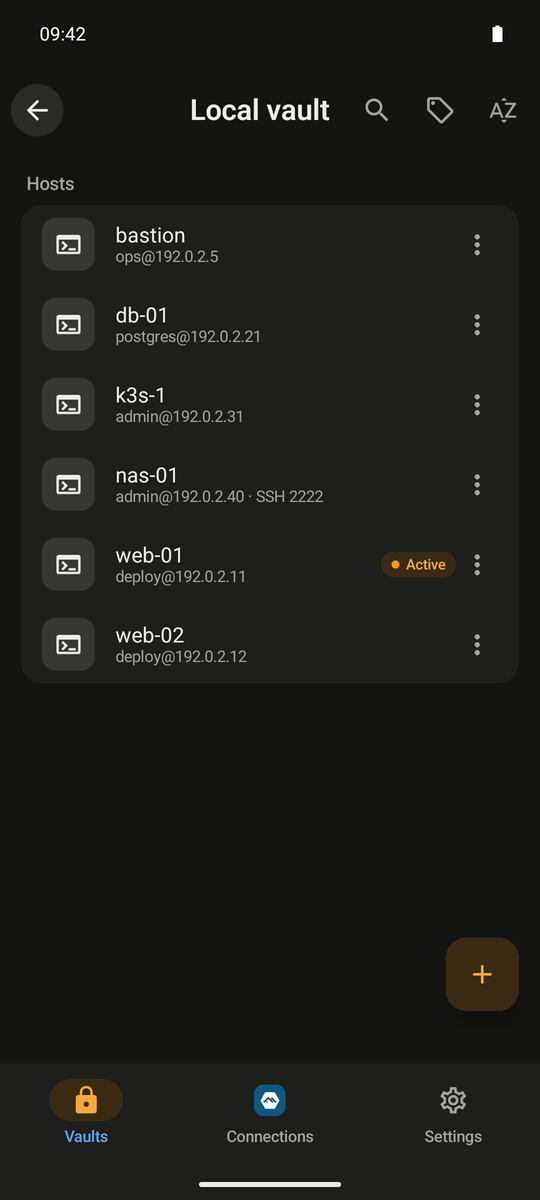 09:42
Local vault
AZ
Hosts
bastion
ops@192.0.2.5
db-01
postgres@192.0.2.21
k3s-1
admin@192.0.2.31
nas-01
admin@192.0.2.40 · SSH 2222
web-01
deploy@192.0.2.11
Active
web-02
deploy@192.0.2.12
Vaults
Connections
Settings